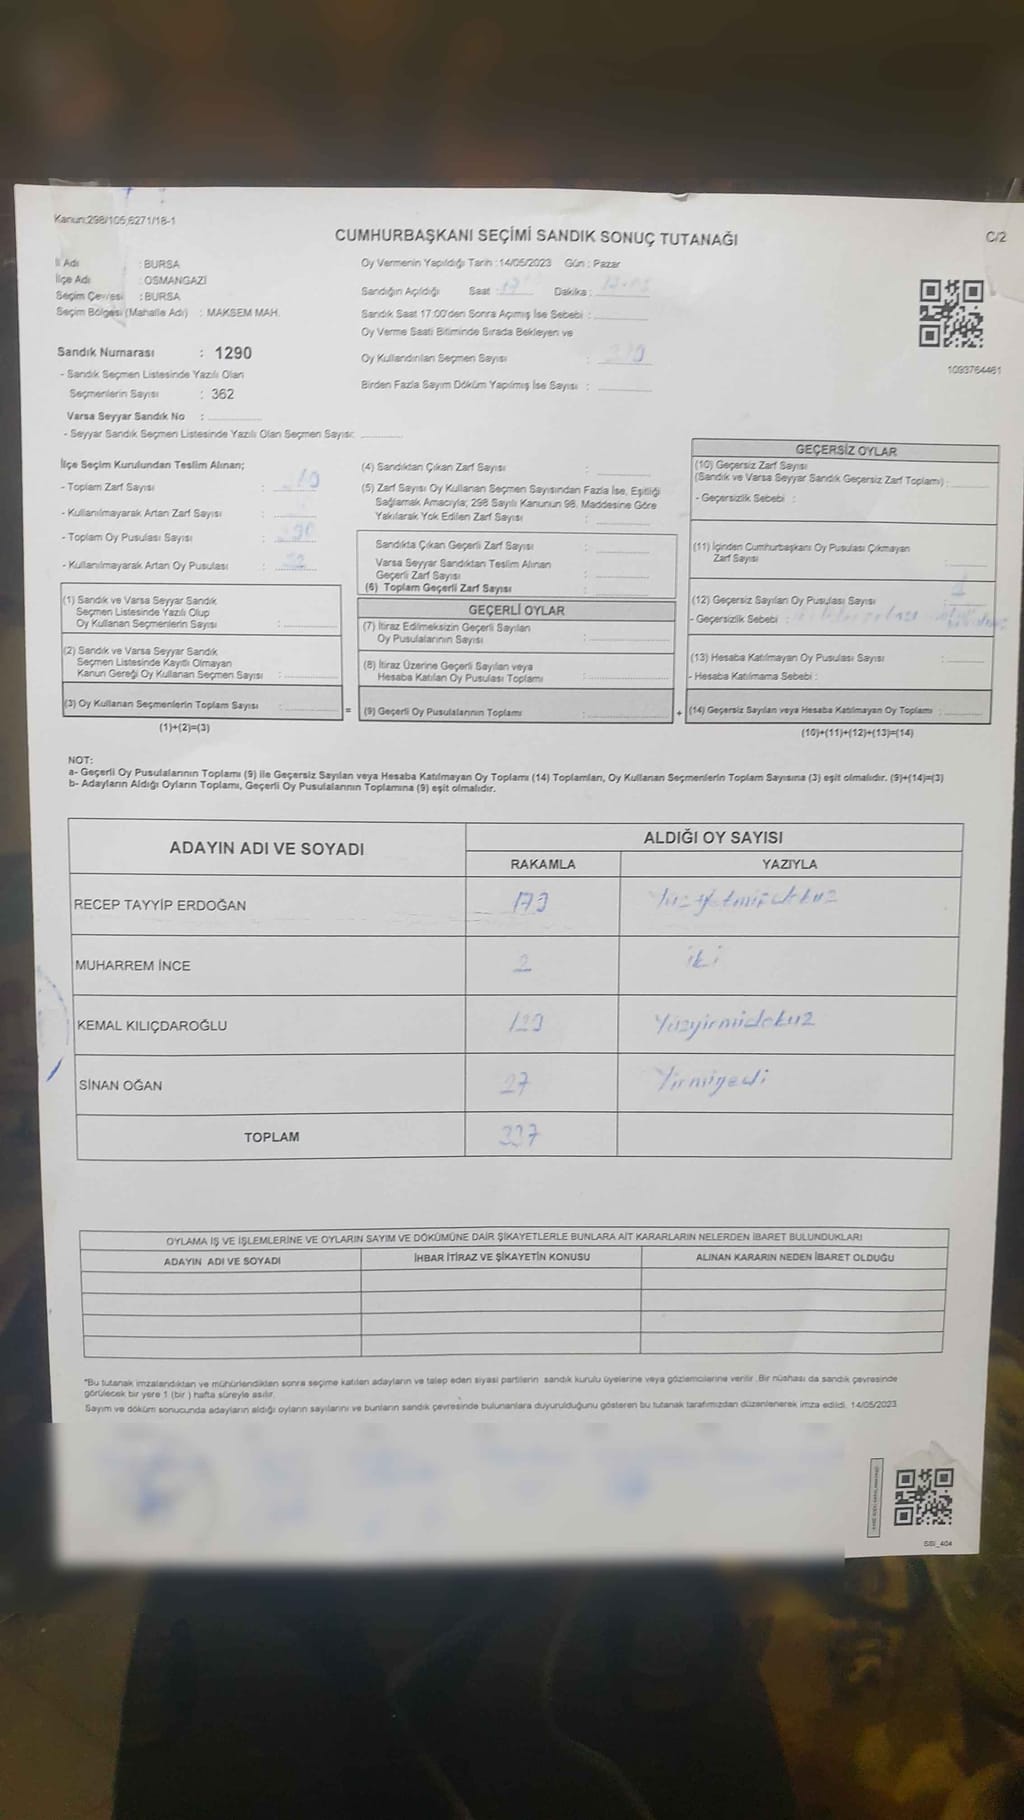 Kanun:298/105;6271/18-1
CUMHURBAŞKANI SEÇİMİ SANDIK SONUÇ TUTANAĞI
C/2
İl Adı : BURSA
İlçe Adı : OSMANGAZİ
Seçim Çevresi : BURSA
Seçim Bölgesi (Mahalle Adı) : MAKSEM MAH.
Oy Vermenin Yapıldığı Tarih :14/05/2023 Gün : Pazar
Sandığın Açıldığı Saat : Dakika :
Sandık Saat 17:00'den Sonra Açımış İse Sebebi :
Oy Verme Saati Bitiminde Sırada Bekleyen ve
Oy Kullandırılan Seçmen Sayısı :
Birden Fazla Sayım Döküm Yapılmış İse Sayısı :
1093764461
Sandık Numarası : 1290
- Sandık Seçmen Listesinde Yazılı Olan
Seçmenlerin Sayısı : 362
Varsa Seyyar Sandık No :
- Seyyar Sandık Seçmen Listesinde Yazılı Olan Seçmen Sayısı:
İlçe Seçim Kurulundan Teslim Alınan;
- Toplam Zarf Sayısı :
- Kullanılmayarak Artan Zarf Sayısı :
- Toplam Oy Pusulası Sayısı :
- Kullanılmayarak Artan Oy Pusulası :
(1) Sandık ve Varsa Seyyar Sandık
Seçmen Listesinde Yazılı Olup
Oy Kullanan Seçmenlerin Sayısı :
(2) Sandık ve Varsa Seyyar Sandık
Seçmen Listesinde Kayıtlı Olmayan
Kanun Gereği Oy Kullanan Seçmen Sayısı :
(3) Oy Kullanan Seçmenlerin Toplam Sayısı :
(1)+(2)=(3)
(4) Sandıktan Çıkan Zarf Sayısı :
(5) Zarf Sayısı Oy Kullanan Seçmen Sayısından Fazla İse, Eşitliği
Sağlamak Amacıyla; 298 Sayılı Kanunun 98. Maddesine Göre
Yakılarak Yok Edilen Zarf Sayısı :
Sandıkta Çıkan Geçerli Zarf Sayısı :
Varsa Seyyar Sandıktan Teslim Alınan
Geçerli Zarf Sayısı :
(6) Toplam Geçerli Zarf Sayısı :
GEÇERLİ OYLAR
(7) İtiraz Edilmeksizin Geçerli Sayılan
Oy Pusulalarının Sayısı :
(8) İtiraz Üzerine Geçerli Sayılan veya
Hesaba Katılan Oy Pusulası Toplamı :
= (9) Geçerli Oy Pusulalarının Toplamı :
GEÇERSİZ OYLAR
(10) Geçersiz Zarf Sayısı
(Sandık ve Varsa Seyyar Sandık Geçersiz Zarf Toplamı) :
- Geçersizlik Sebebi :
(11) İçinden Cumhurbaşkanı Oy Pusulası Çıkmayan
Zarf Sayısı :
(12) Geçersiz Sayılan Oy Pusulası Sayısı : 1
- Geçersizlik Sebebi :
(13) Hesaba Katılmayan Oy Pusulası Sayısı :
- Hesaba Katılmama Sebebi :
+ (14) Geçersiz Sayılan veya Hesaba Katılmayan Oy Toplamı :
(10)+(11)+(12)+(13)=(14)
NOT:
a- Geçerli Oy Pusulalarının Toplamı (9) ile Geçersiz Sayılan veya Hesaba Katılmayan Oy Toplamı (14) Toplamları, Oy Kullanan Seçmenlerin Toplam Sayısına (3) eşit olmalıdır. (9)+(14)=(3)
b- Adayların Aldığı Oyların Toplamı, Geçerli Oy Pusulalarının Toplamına (9) eşit olmalıdır.
ADAYIN ADI VE SOYADI
ALDIĞI OY SAYISI
RAKAMLA YAZIYLA
RECEP TAYYİP ERDOĞAN 179 Yüzyetmişdokuz
MUHARREM İNCE 2 iki
KEMAL KILIÇDAROĞLU 129 Yüzyirmidokuz
SİNAN OĞAN 27 Yirmiyedi
TOPLAM 337
OYLAMA İŞ VE İŞLEMLERİNE VE OYLARIN SAYIM VE DÖKÜMÜNE DAİR ŞİKAYETLERLE BUNLARA AİT KARARLARIN NELERDEN İBARET BULUNDUKLARI
ADAYIN ADI VE SOYADI İHBAR İTİRAZ VE ŞİKAYETİN KONUSU ALINAN KARARIN NEDEN İBARET OLDUĞU
*Bu tutanak imzalandıktan ve mühürlendikten sonra seçime katılan adayların ve talep eden siyasi partilerin sandık kurulu üyelerine veya gözlemcilerine verilir. Bir nüshası da sandık çevresinde
görülecek bir yere 1 (bir ) hafta süreyle asılır.
Sayım ve döküm sonucunda adayların aldığı oyların sayılarını ve bunların sandık çevresinde bulunanlara duyurulduğunu gösteren bu tutanak tarafımızdan düzenlenerek imza edildi. 14/05/2023
SSI_404